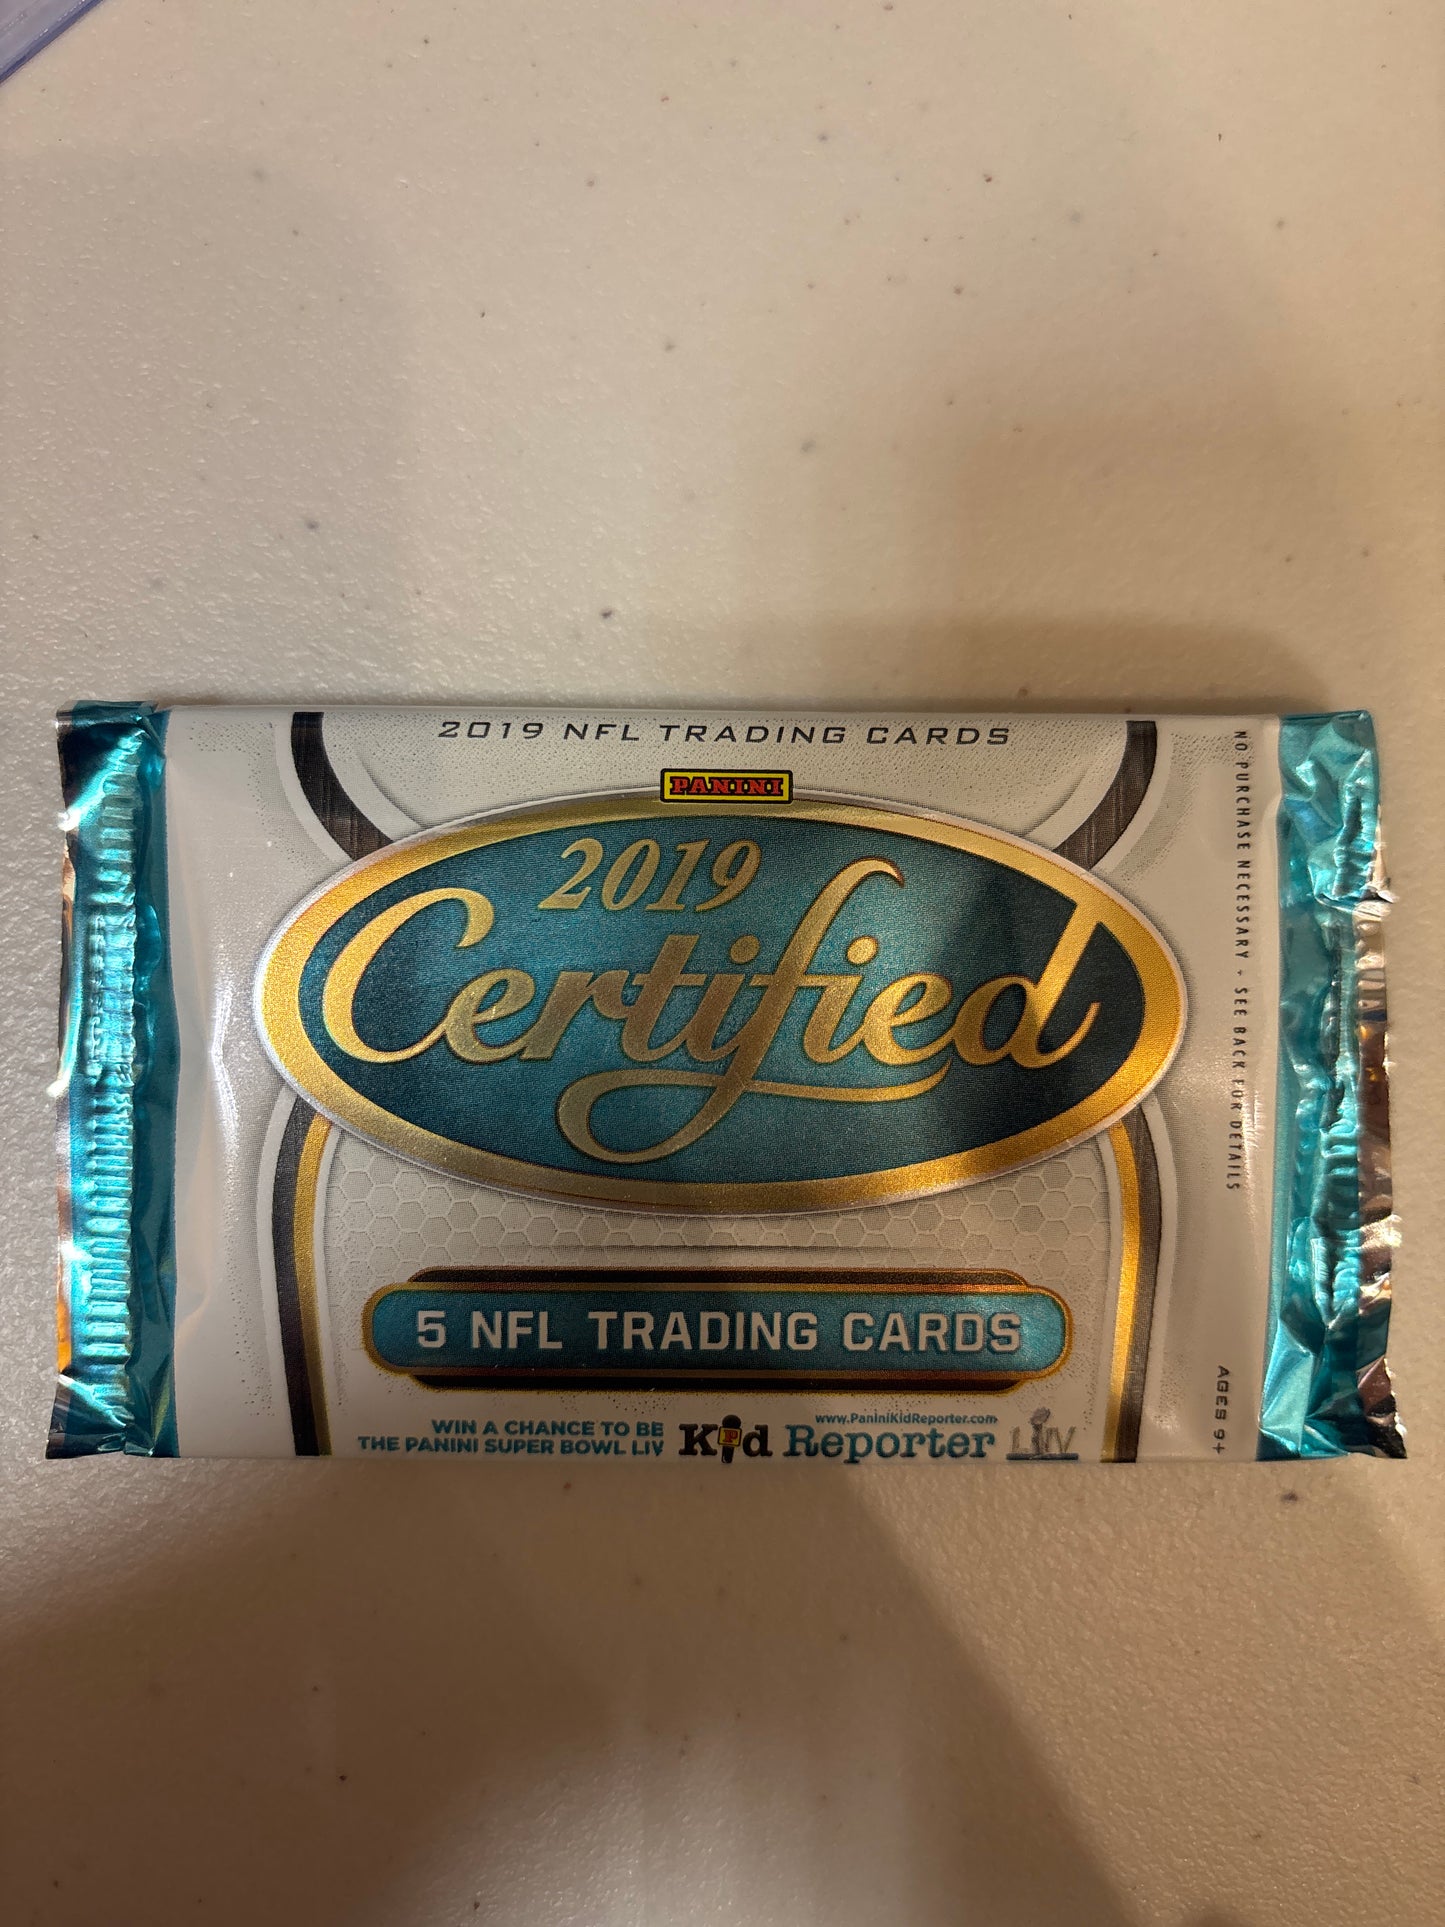 2019 NFL TRADING CARDS
PANINI
2019
Certified
5 NFL TRADING CARDS
WIN A CHANCE TO BE
THE PANINI SUPER BOWL LIV
Kid Reporter
www.PaniniKidReporter.com
LIV
NO PURCHASE NECESSARY - SEE BACK FOR DETAILS
AGES 9+